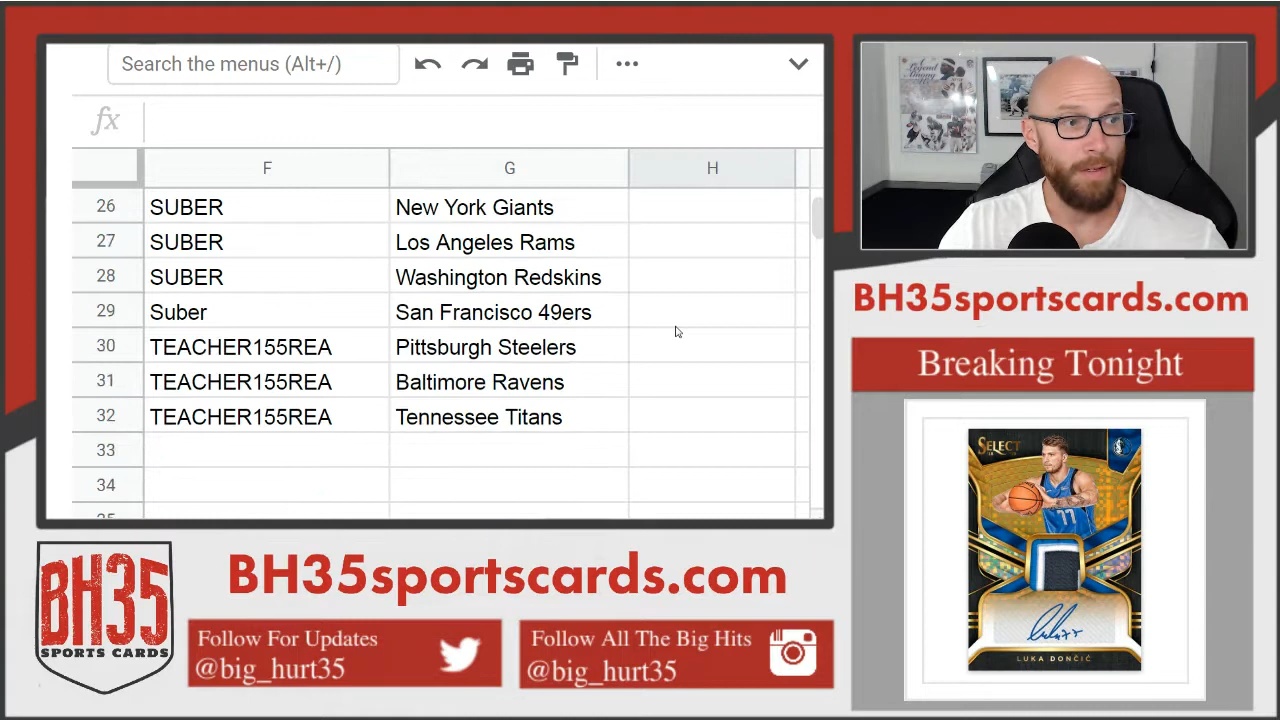 Search the menus (Alt+/)
fx
F G H
26 SUBER New York Giants
27 SUBER Los Angeles Rams
28 SUBER Washington Redskins
29 Suber San Francisco 49ers
30 TEACHER155REA Pittsburgh Steelers
31 TEACHER155REA Baltimore Ravens
32 TEACHER155REA Tennessee Titans
33
34
BH35sportscards.com
Breaking Tonight
SELECT
77
LUKA DONČIĆ
BH35
SPORTS CARDS
BH35sportscards.com
Follow For Updates
@big_hurt35
Follow All The Big Hits
@big_hurt35